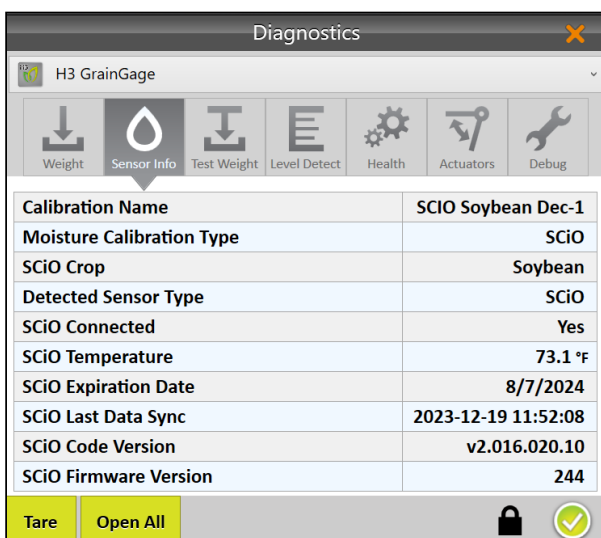 Diagnostics
H3
H3 GrainGage
Weight Sensor Info Test Weight Level Detect Health Actuators Debug
Calibration Name SCIO Soybean Dec-1
Moisture Calibration Type SCiO
SCiO Crop Soybean
Detected Sensor Type SCiO
SCiO Connected Yes
SCiO Temperature 73.1 °F
SCiO Expiration Date 8/7/2024
SCiO Last Data Sync 2023-12-19 11:52:08
SCiO Code Version v2.016.020.10
SCiO Firmware Version 244
Tare Open All